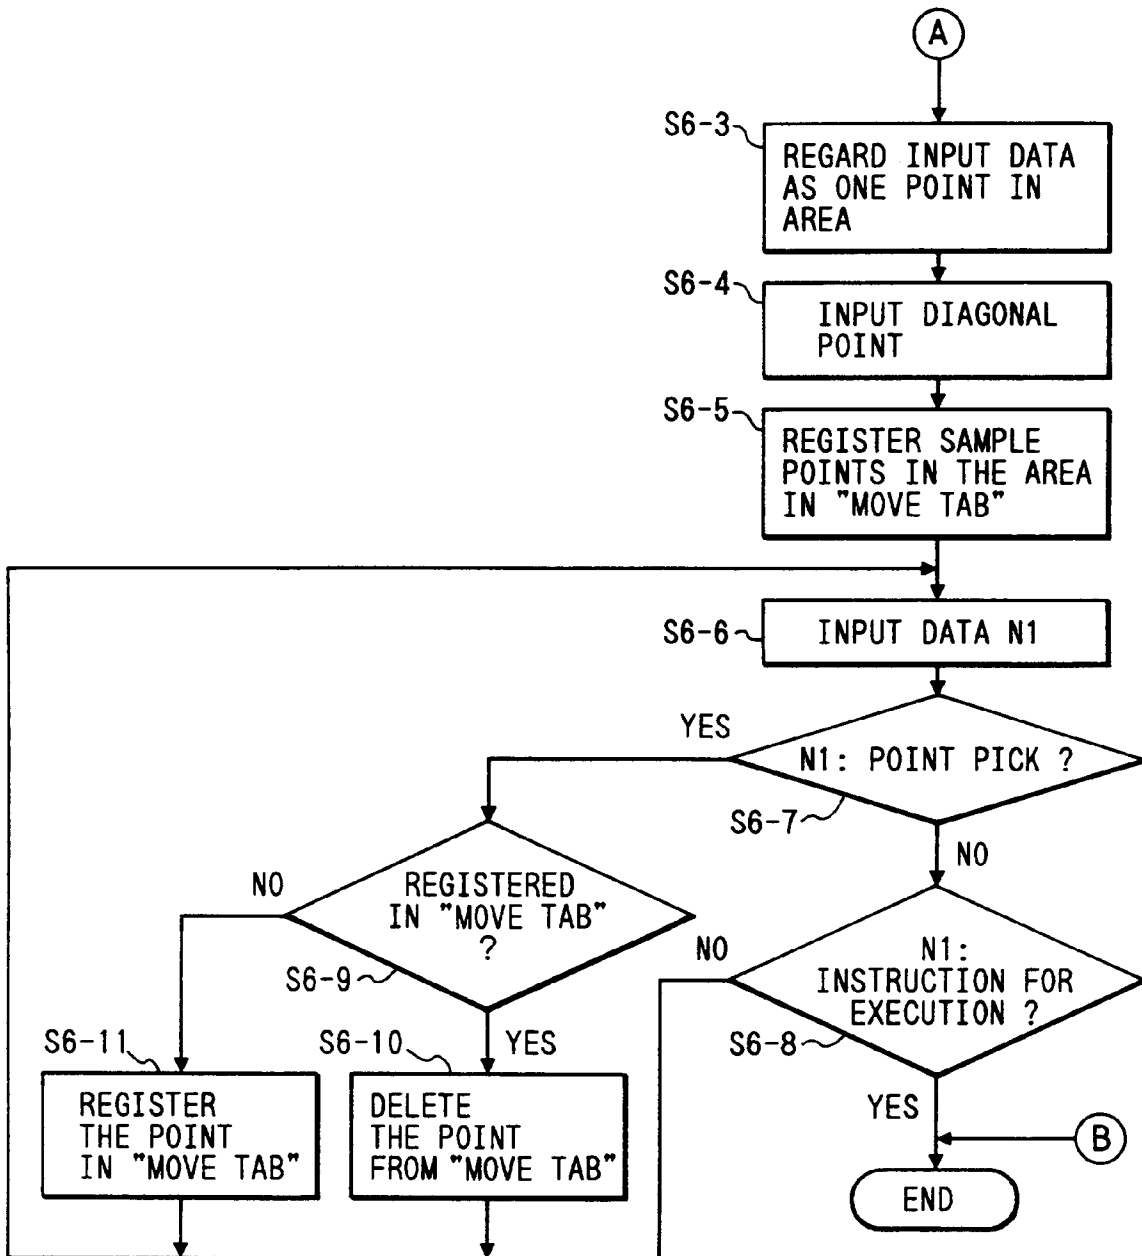 A
S6-3
REGARD INPUT DATA
AS ONE POINT IN
AREA
S6-4
INPUT DIAGONAL
POINT
S6-5
REGISTER SAMPLE
POINTS IN THE AREA
IN "MOVE TAB"
S6-6
INPUT DATA N1
YES
N1: POINT PICK ?
S6-7
NO
NO
REGISTERED
IN "MOVE TAB"
?
S6-9
NO
N1:
INSTRUCTION FOR
EXECUTION ?
S6-8
S6-11
S6-10
YES
REGISTER
THE POINT
IN "MOVE TAB"
DELETE
THE POINT
FROM "MOVE TAB"
YES
B
END